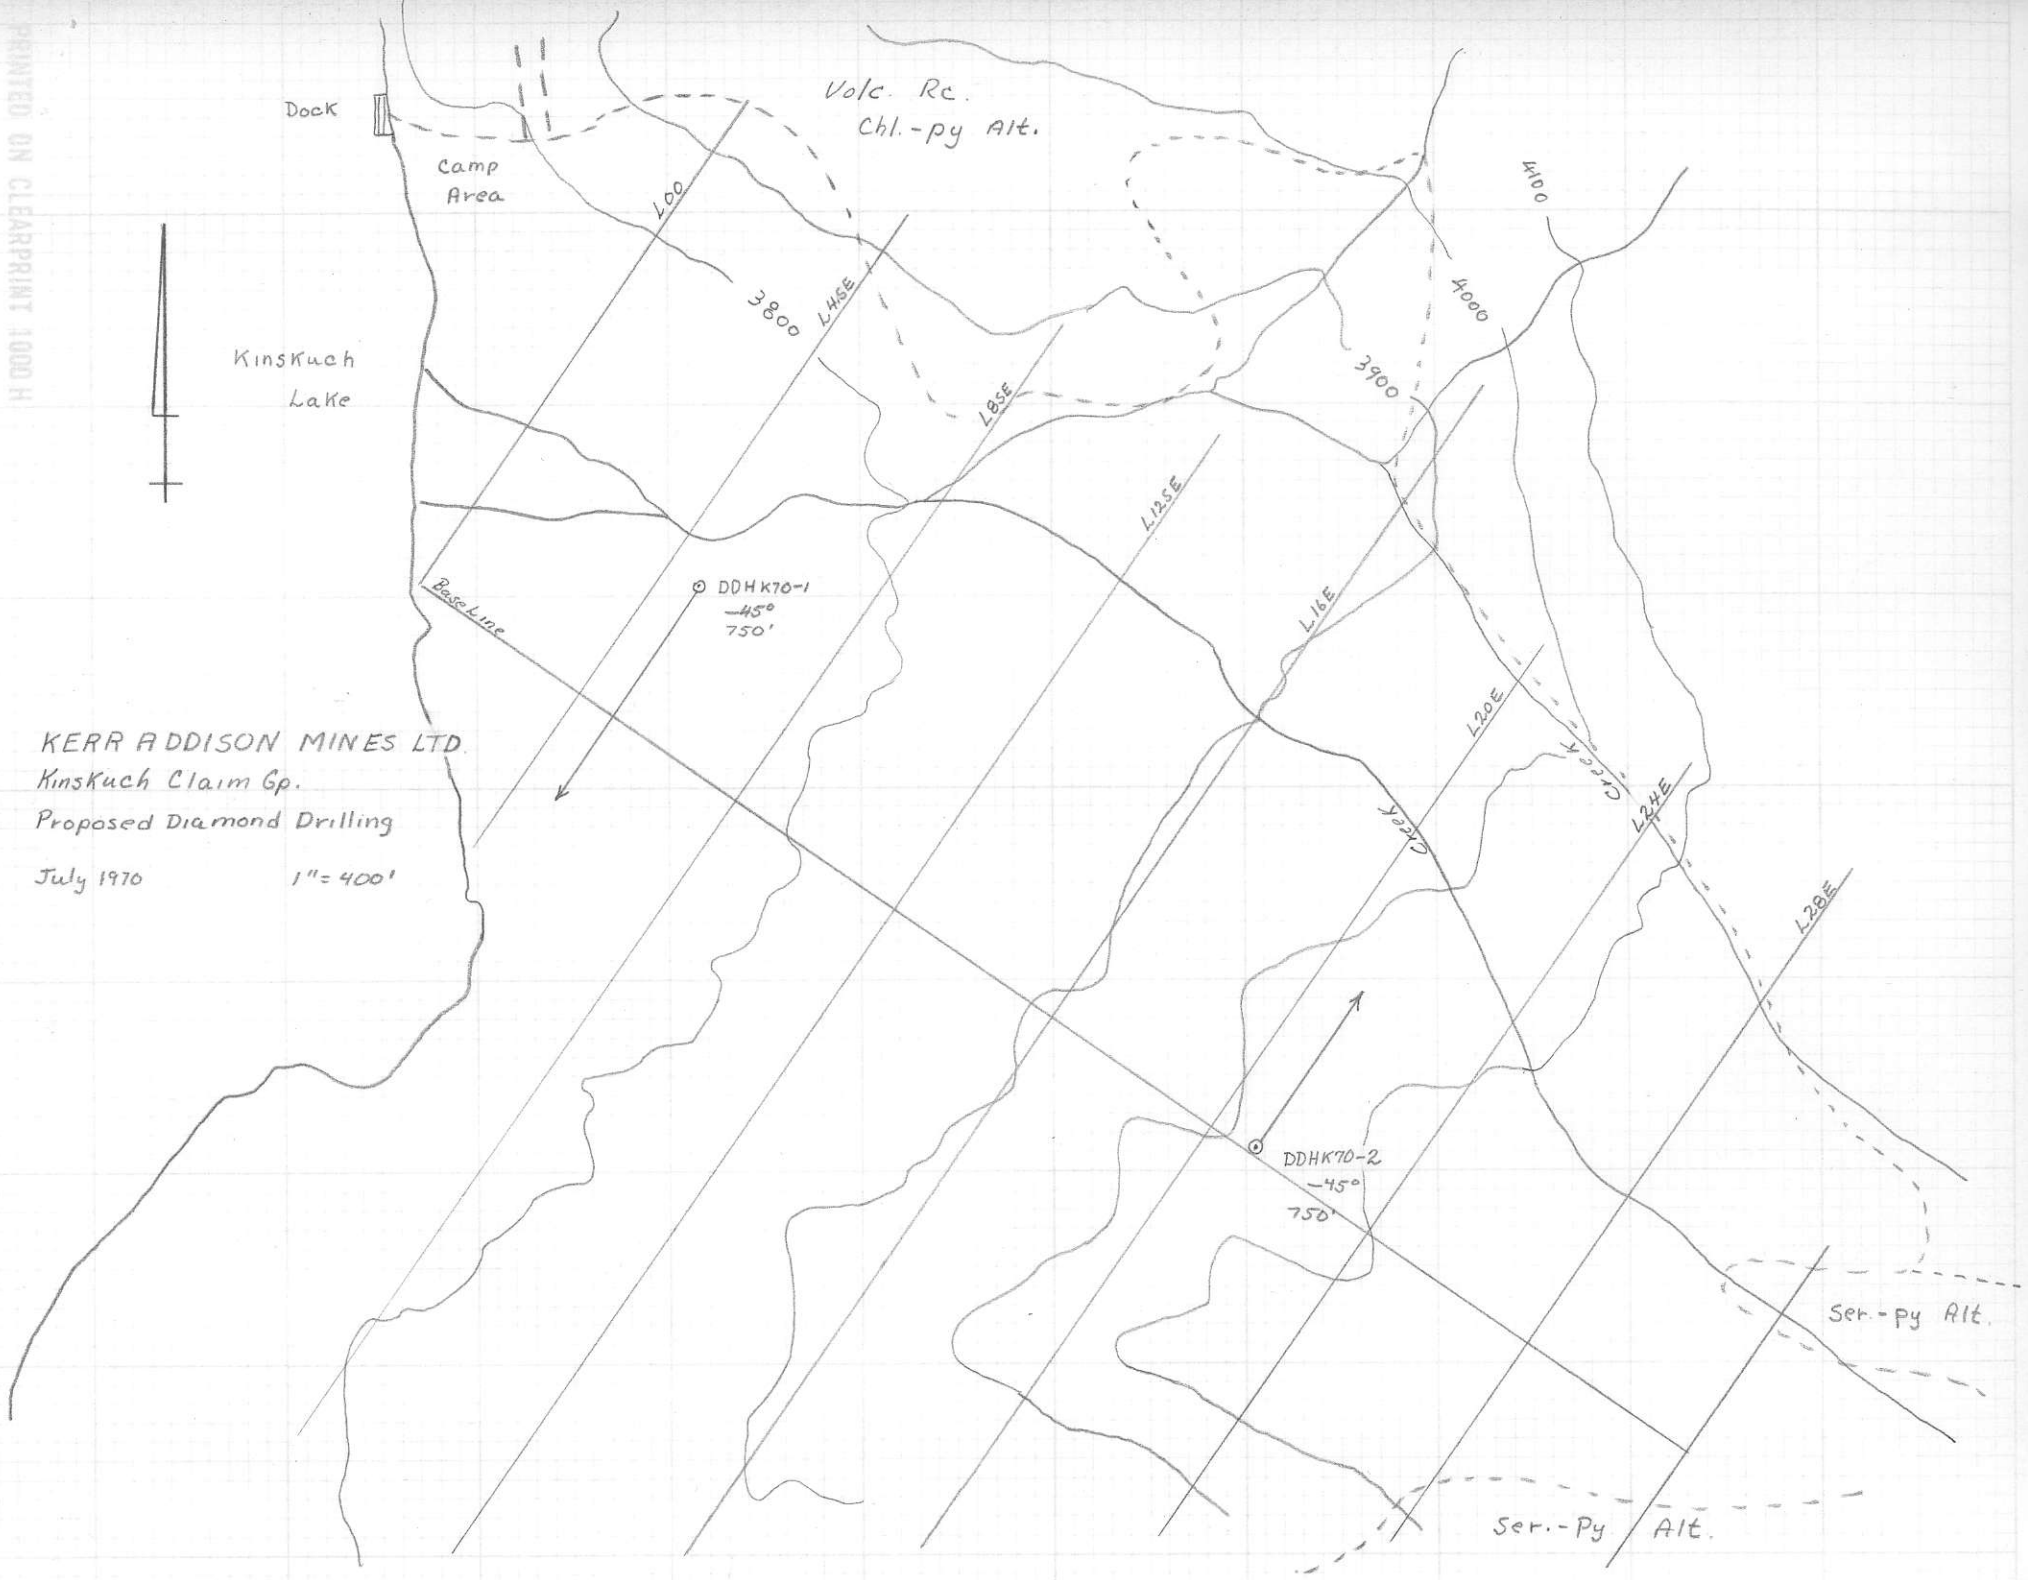 PRINTED ON CLEARPRINT 1000 H
Dock
Camp
Area
Volc. Rc.
Chl.-py Alt.
4100
L00
L4SE
3800
4000
Kinskuch
Lake
3900
L8SE
L12SE
L16E
Base Line
DDHK70-1
-45°
750'
L20E
KERR ADDISON MINES LTD.
Kinskuch Claim Gp.
Proposed Diamond Drilling
July 1970 1"=400'
Creek
L24E
Creek
L28E
DDHK70-2
-45°
750'
Ser.-py Alt.
Ser.-Py Alt.